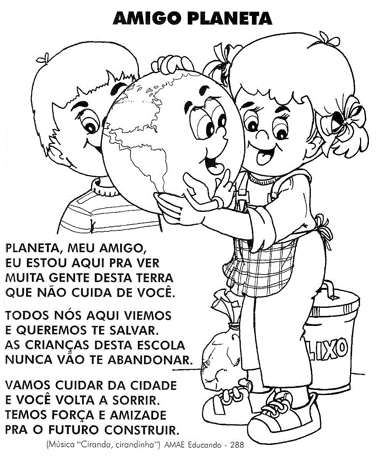 AMIGO PLANETA
PLANETA, MEU AMIGO,
EU ESTOU AQUI PRA VER
MUITA GENTE DESTA TERRA
QUE NÃO CUIDA DE VOCÊ.
TODOS NÓS AQUI VIEMOS
E QUEREMOS TE SALVAR.
AS CRIANÇAS DESTA ESCOLA
NUNCA VÃO TE ABANDONAR.
LIXO
VAMOS CUIDAR DA CIDADE
E VOCÊ VOLTA A SORRIR.
TEMOS FORÇA E AMIZADE
PRA O FUTURO CONSTRUIR.
(Música "Ciranda, cirandinha") AMAE Educando - 288